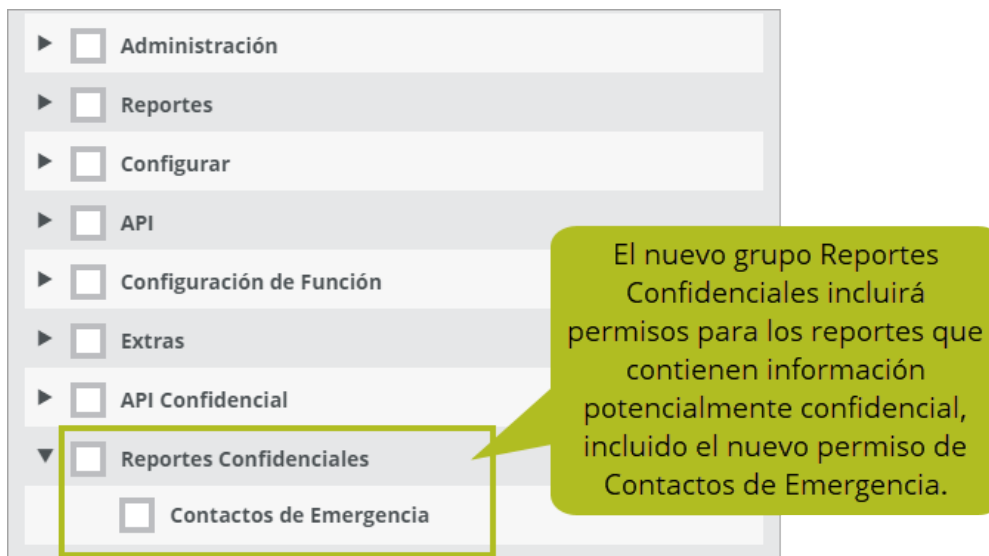 Administración
Reportes
Configurar
API
Configuración de Función
Extras
API Confidencial
Reportes Confidenciales
Contactos de Emergencia
El nuevo grupo Reportes
Confidenciales incluirá
permisos para los reportes que
contienen información
potencialmente confidencial,
incluido el nuevo permiso de
Contactos de Emergencia.